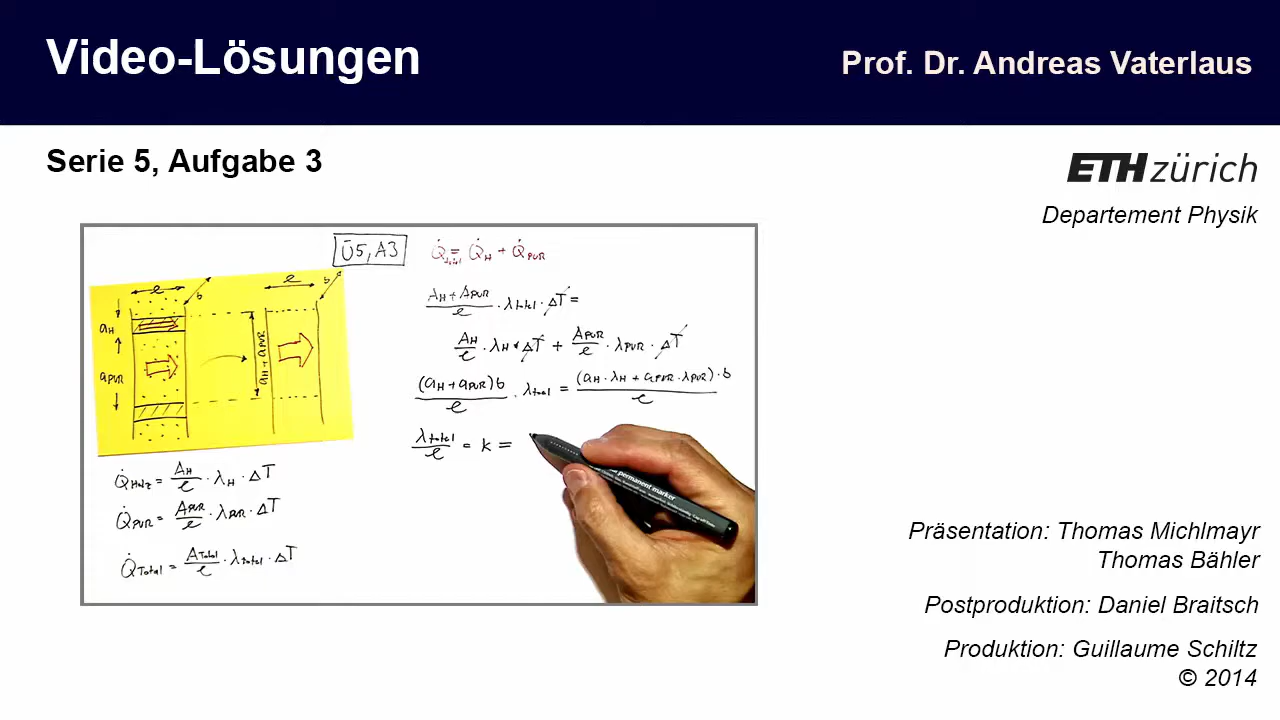 Video-Lösungen
Prof. Dr. Andreas Vaterlaus
Serie 5, Aufgabe 3
ETH zürich
Departement Physik
Ü5, A3
Q̇total = Q̇H + Q̇PUR
(AH + APUR)/ℓ · λtotal · ΔT =
AH/ℓ · λH · ΔT + APUR/ℓ · λPUR · ΔT
(aH + aPUR)b/ℓ · λtotal = (aH · λH + aPUR · λPUR) · b/ℓ
λtotal/ℓ = k =
ℓ
b
ℓ
b
aH
aPUR
aH + aPUR
Q̇Holz = AH/ℓ · λH · ΔT
Q̇PUR = APUR/ℓ · λPUR · ΔT
Q̇Total = ATotal/ℓ · λtotal · ΔT
permanent marker
Präsentation: Thomas Michlmayr
Thomas Bähler
Postproduktion: Daniel Braitsch
Produktion: Guillaume Schiltz
© 2014